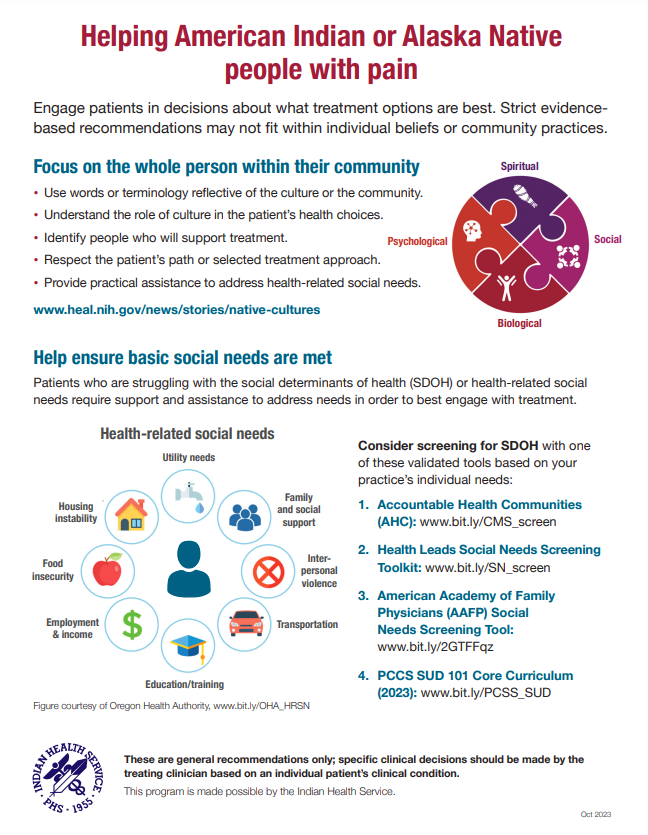 Helping American Indian or Alaska Native
people with pain
Engage patients in decisions about what treatment options are best. Strict evidence-
based recommendations may not fit within individual beliefs or community practices.
Focus on the whole person within their community
• Use words or terminology reflective of the culture or the community.
• Understand the role of culture in the patient's health choices.
• Identify people who will support treatment.
• Respect the patient's path or selected treatment approach.
• Provide practical assistance to address health-related social needs.
www.heal.nih.gov/news/stories/native-cultures
Spiritual
Psychological
Social
Biological
Help ensure basic social needs are met
Patients who are struggling with the social determinants of health (SDOH) or health-related social
needs require support and assistance to address needs in order to best engage with treatment.
Health-related social needs
Utility needs
Housing
instability
Family
and social
support
Food
insecurity
Inter-
personal
violence
Employment
& income
Transportation
Education/training
Figure courtesy of Oregon Health Authority, www.bit.ly/OHA_HRSN
Consider screening for SDOH with one
of these validated tools based on your
practice's individual needs:
1. Accountable Health Communities
(AHC): www.bit.ly/CMS_screen
2. Health Leads Social Needs Screening
Toolkit: www.bit.ly/SN_screen
3. American Academy of Family
Physicians (AAFP) Social
Needs Screening Tool:
www.bit.ly/2GTFFqz
4. PCCS SUD 101 Core Curriculum
(2023): www.bit.ly/PCSS_SUD
INDIAN HEALTH SERVICE
· PHS · 1955 ·
These are general recommendations only; specific clinical decisions should be made by the
treating clinician based on an individual patient's clinical condition.
This program is made possible by the Indian Health Service.
Oct 2023